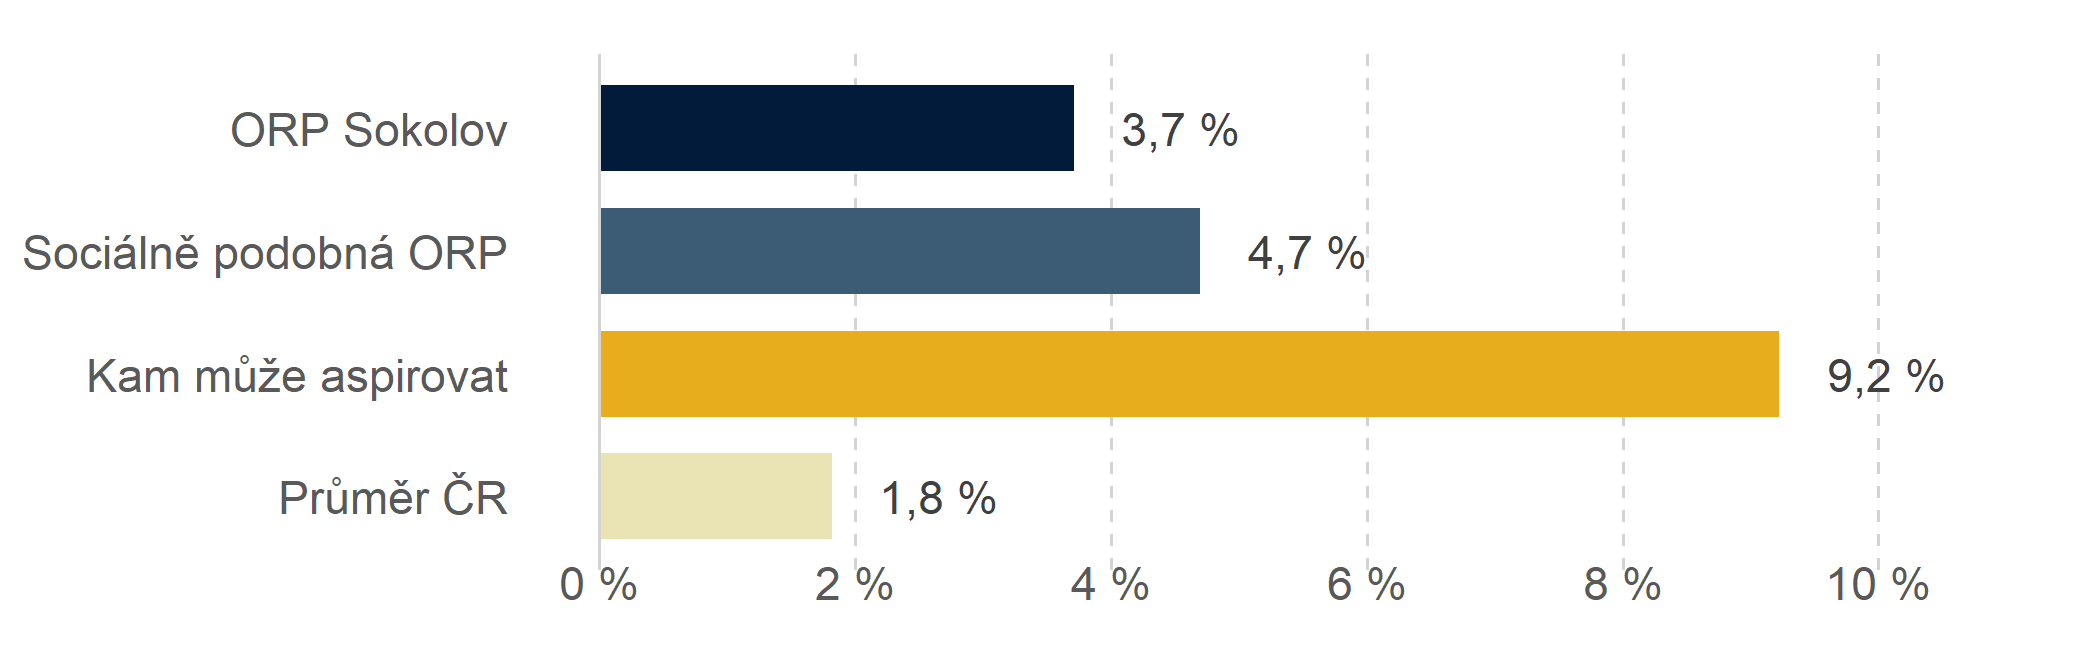 ORP Sokolov 3,7 %
Sociálně podobná ORP 4,7 %
Kam může aspirovat 9,2 %
Průměr ČR 1,8 %
0 % 2 % 4 % 6 % 8 % 10 %